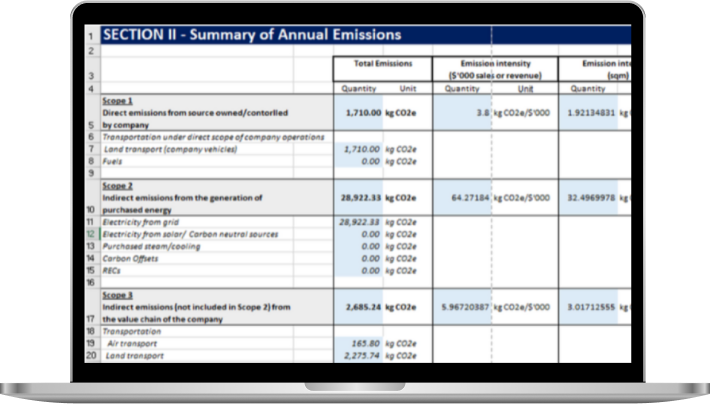 1 SECTION II - Summary of Annual Emissions
2
Total Emissions Emission intensity Emission inte
3 ($'000 sales or revenue) (sqm)
4 Quantity Unit Quantity Unit Quantity
Scope 1
Direct emissions from source owned/contorlled 1,710.00 kg CO2e 3.8 kg CO2e/$'000 1.92134831 kg
5 by company
6 Transportation under direct scope of company operations
7 Land transport (company vehicles) 1,710.00 kg CO2e
8 Fuels 0.00 kg CO2e
9
Scope 2
Indirect emissions from the generation of 28,922.33 kg CO2e 64.27184 kg CO2e/$'000 32.4969978 kg
10 purchased energy
11 Electricity from grid 28,922.33 kg CO2e
12 Electricity from solar/ Carbon neutral sources 0.00 kg CO2e
13 Purchased steam/cooling 0.00 kg CO2e
14 Carbon Offsets 0.00 kg CO2e
15 RECs 0.00 kg CO2e
16
Scope 3
Indirect emissions (not included in Scope 2) from 2,685.24 kg CO2e 5.96720387 kg CO2e/$'000 3.01712555 kg
17 the value chain of the company
18 Transportation
19 Air transport 165.80 kg CO2e
20 Land transport 2,275.74 kg CO2e